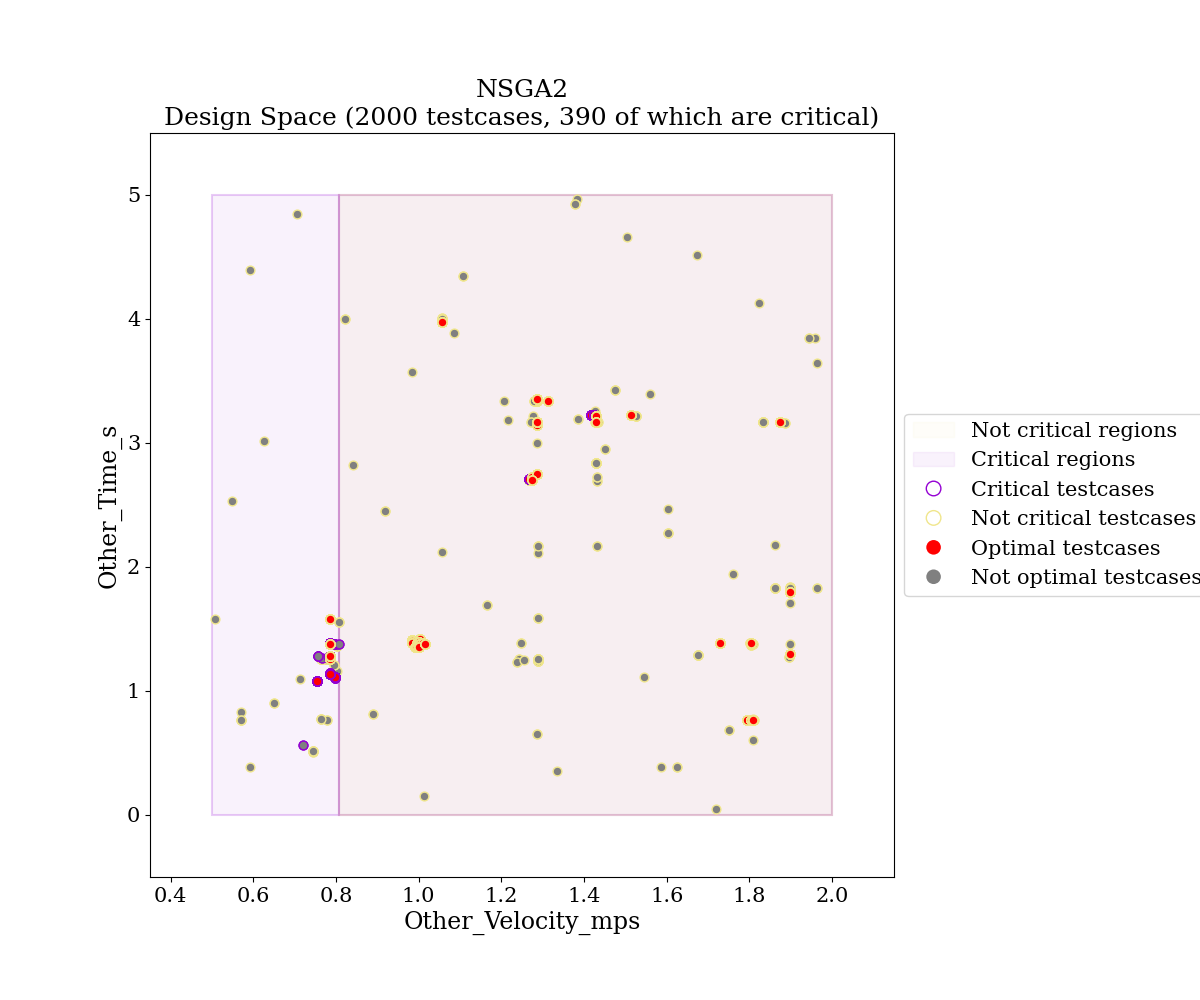 NSGA2
Design Space (2000 testcases, 390 of which are critical)
Other_Time_s
5
4
3
2
1
0
0.4 0.6 0.8 1.0 1.2 1.4 1.6 1.8 2.0
Other_Velocity_mps
Not critical regions
Critical regions
Critical testcases
Not critical testcases
Optimal testcases
Not optimal testcases